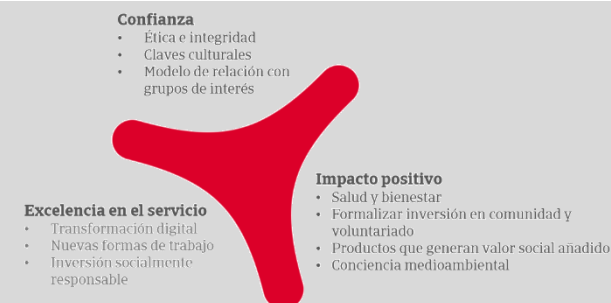 Confianza
• Ética e integridad
• Claves culturales
• Modelo de relación con
grupos de interés
Impacto positivo
• Salud y bienestar
• Formalizar inversión en comunidad y
voluntariado
• Productos que generan valor social añadido
• Conciencia medioambiental
Excelencia en el servicio
• Transformación digital
• Nuevas formas de trabajo
• Inversión socialmente
responsable